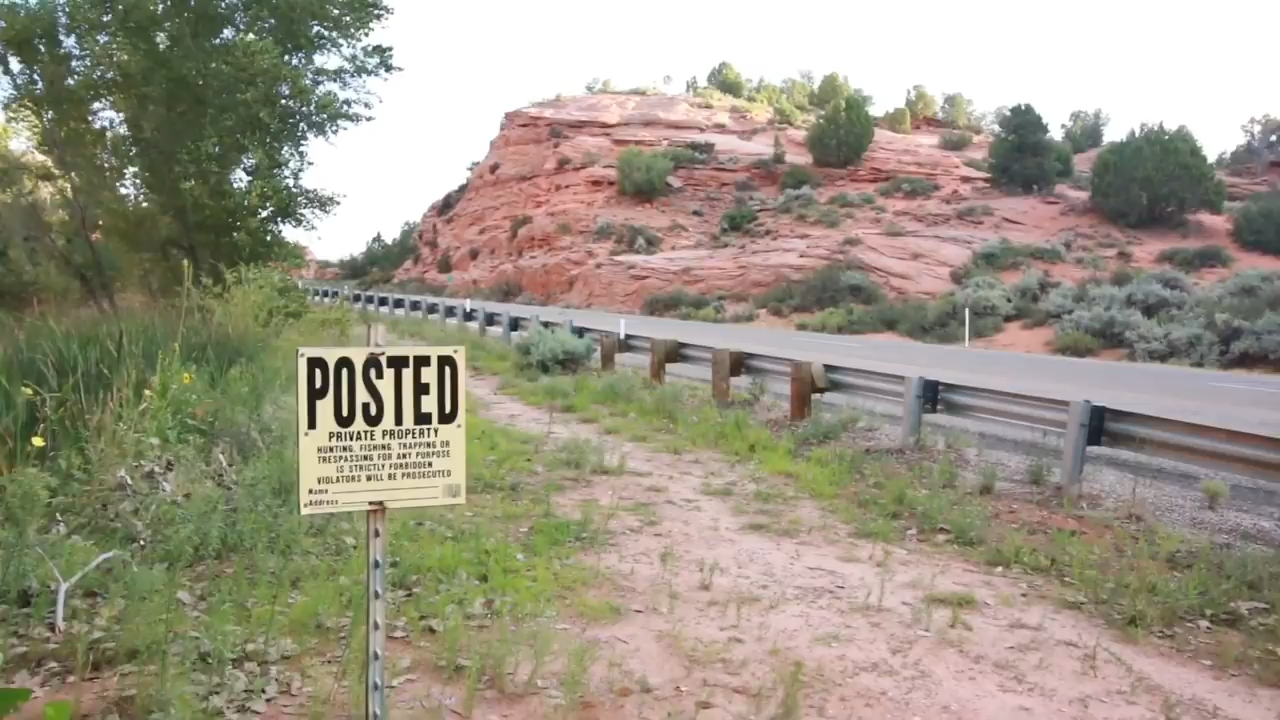 POSTED
PRIVATE PROPERTY
HUNTING, FISHING, TRAPPING OR
TRESPASSING FOR ANY PURPOSE
IS STRICTLY FORBIDDEN
VIOLATORS WILL BE PROSECUTED
Name
Address